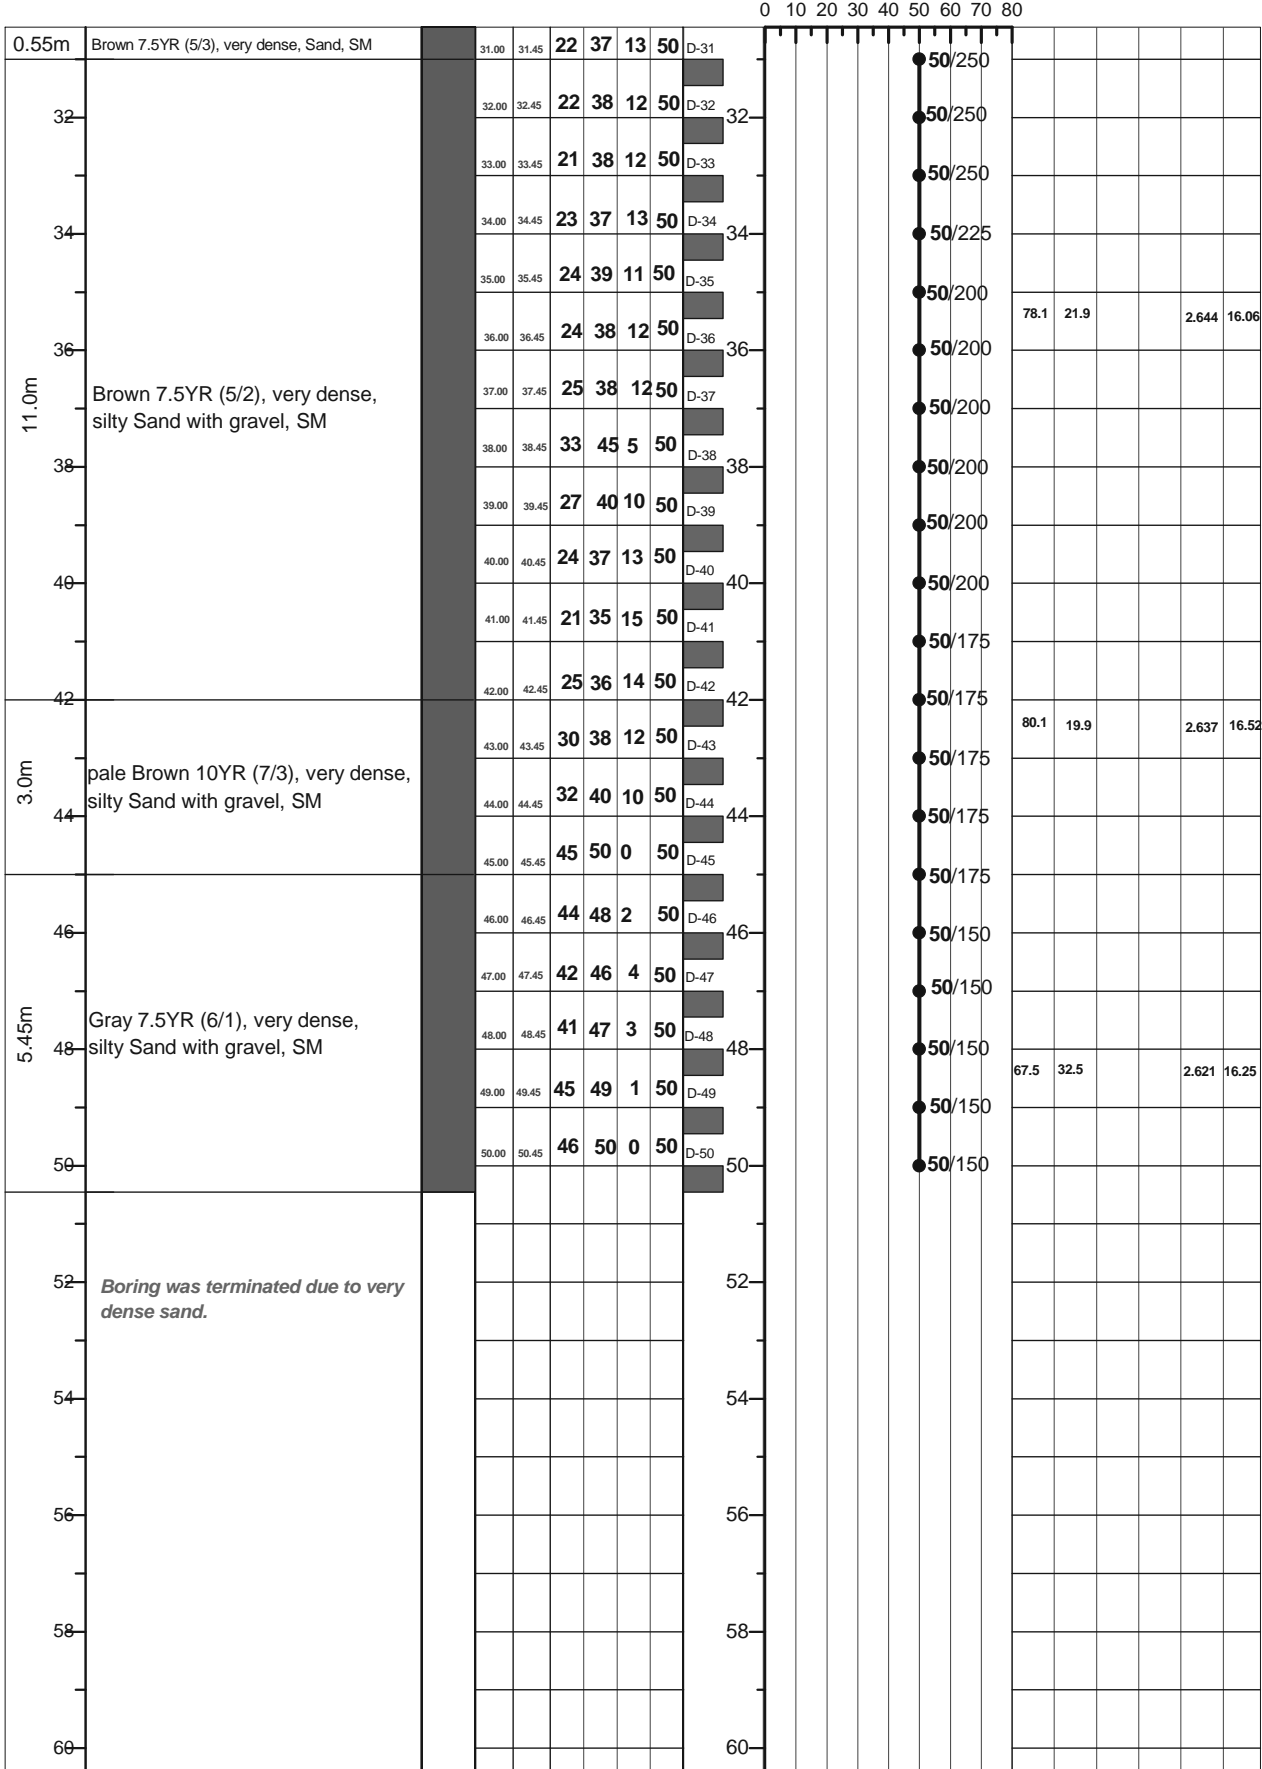 0 10 20 30 40 50 60 70 80
0.55m Brown 7.5YR (5/3), very dense, Sand, SM 31.00 31.45 22 37 13 50 D-31
50/250
32 32.00 32.45 22 38 12 50 D-32 32 50/250
33.00 33.45 21 38 12 50 D-33 50/250
34 34.00 34.45 23 37 13 50 D-34 34 50/225
35.00 35.45 24 39 11 50 D-35 50/200
78.1 21.9 2.644 16.06
36 36.00 36.45 24 38 12 50 D-36 36 50/200
11.0m
Brown 7.5YR (5/2), very dense,
silty Sand with gravel, SM
37.00 37.45 25 38 12 50 D-37 50/200
38 38.00 38.45 33 45 5 50 D-38 38 50/200
39.00 39.45 27 40 10 50 D-39 50/200
40 40.00 40.45 24 37 13 50 D-40 40 50/200
41.00 41.45 21 35 15 50 D-41 50/175
42 42.00 42.45 25 36 14 50 D-42 42 50/175
80.1 19.9 2.637 16.52
43.00 43.45 30 38 12 50 D-43 50/175
3.0m
pale Brown 10YR (7/3), very dense,
silty Sand with gravel, SM
44 44.00 44.45 32 40 10 50 D-44 44 50/175
45.00 45.45 45 50 0 50 D-45 50/175
46 46.00 46.45 44 48 2 50 D-46 46 50/150
47.00 47.45 42 46 4 50 D-47 50/150
5.45m
Gray 7.5YR (6/1), very dense,
silty Sand with gravel, SM
48 48.00 48.45 41 47 3 50 D-48 48 50/150
67.5 32.5 2.621 16.25
49.00 49.45 45 49 1 50 D-49 50/150
50 50.00 50.45 46 50 0 50 D-50 50 50/150
52 52
Boring was terminated due to very
dense sand.
54 54
56 56
58 58
60 60